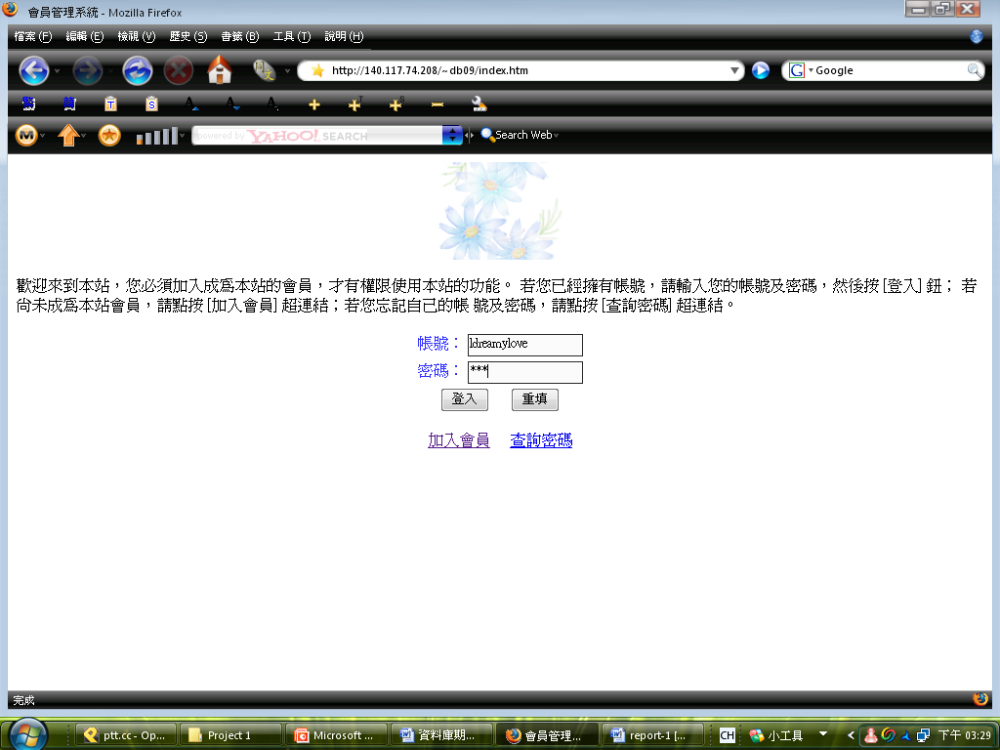 會員管理系統 - Mozilla Firefox
檔案 (F) 編輯 (E) 檢視 (V) 歷史 (S) 書籤 (B) 工具 (T) 說明 (H)
http://140.117.74.208/~db09/index.htm
G Google
powered by YAHOO! SEARCH
Search Web
歡迎來到本站，您必須加入成為本站的會員，才有權限使用本站的功能。 若您已經擁有帳號，請輸入您的帳號及密碼，然後按 [登入] 鈕； 若
尚未成為本站會員，請點按 [加入會員] 超連結；若您忘記自己的帳 號及密碼，請點按 [查詢密碼] 超連結。
帳號： ldreamylove
密碼： ***
登入 重填
加入會員 查詢密碼
完成
ptt.cc - Op... Project 1 Microsoft ... 資料庫期... 會員管理... report-1 [... CH 小工具 下午 03:29